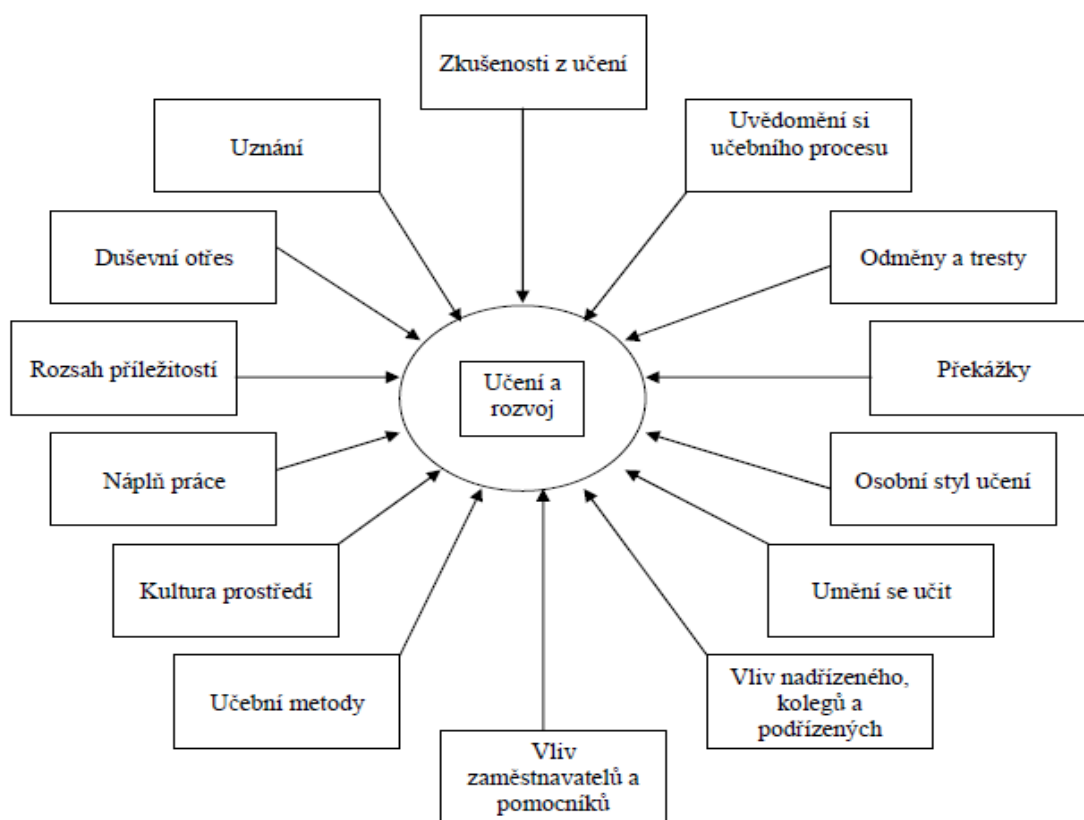 Zkušenosti z učení
Uznání
Uvědomění si
učebního procesu
Duševní otřes
Odměny a tresty
Rozsah příležitostí
Učení a
rozvoj
Překážky
Náplň práce
Osobní styl učení
Kultura prostředí
Umění se učit
Učební metody
Vliv nadřízeného,
kolegů a
podřízených
Vliv
zaměstnavatelů a
pomocníků